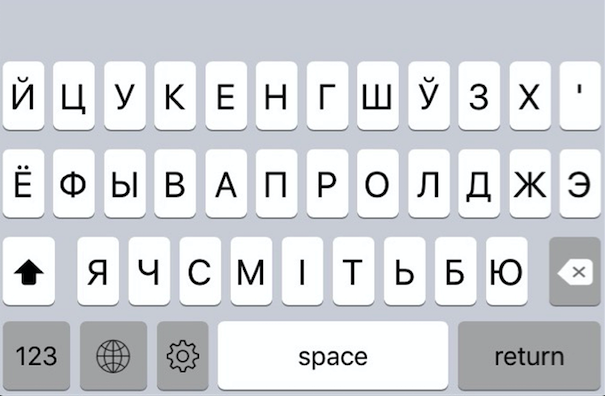 Й Ц У К Е Н Г Ш Ў З Х '
Ё Ф Ы В А П Р О Л Д Ж Э
Я Ч С М І Т Ь Б Ю
123 space return